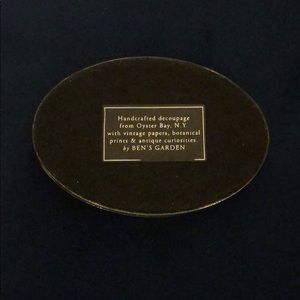 Handcrafted decoupage
from Oyster Bay, N.Y.
with vintage papers, botanical
prints & antique curiosities.
by BEN'S GARDEN